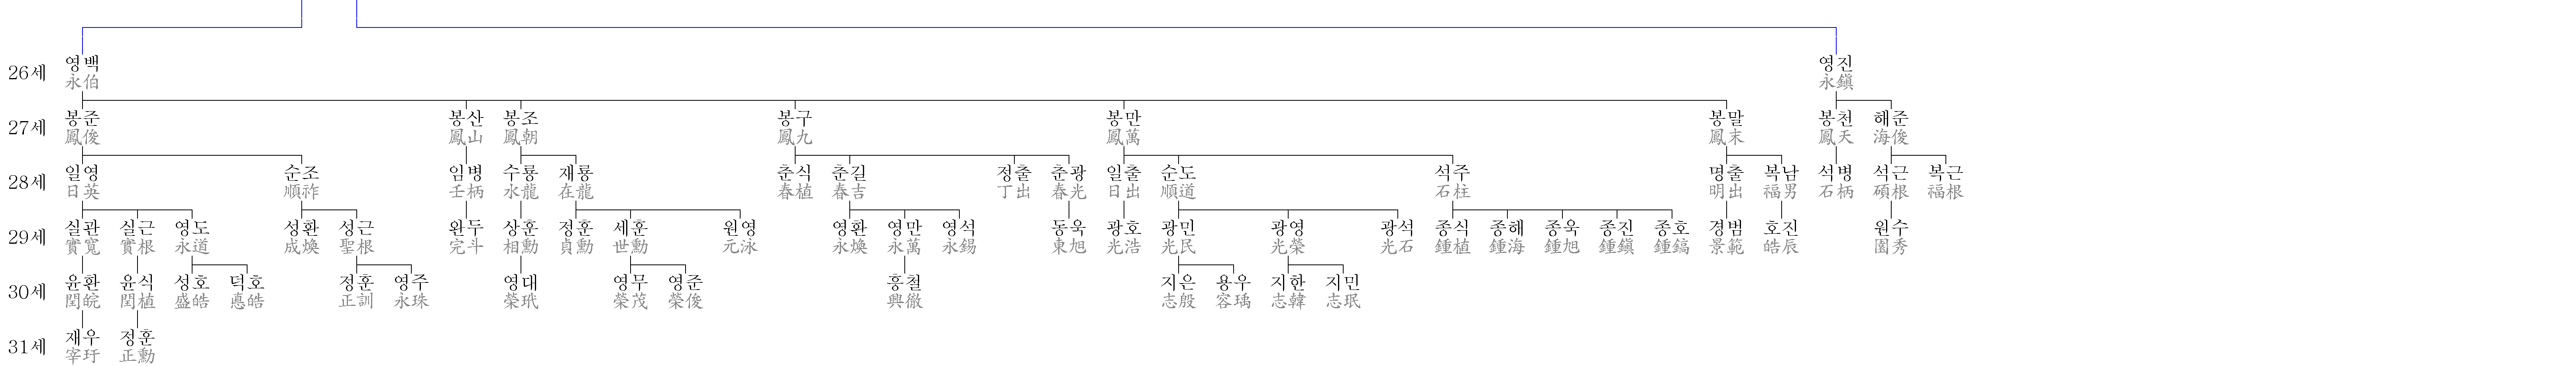 26세 영백 영진
永伯 永鎭
27세 봉준 봉산 봉조 봉구 봉만 봉말 봉천 해준
鳳俊 鳳山 鳳朝 鳳九 鳳萬 鳳末 鳳天 海俊
28세 일영 순조 임병 수룡 재룡 춘식 춘길 정출 춘광 일출 순도 석주 명출 복남 석병 석근 복근
日英 順祚 壬柄 水龍 在龍 春植 春吉 丁出 春光 日出 順道 石柱 明出 福男 石柄 碩根 福根
29세 실관 실근 영도 성환 성근 완두 상훈 정훈 세훈 원영 영환 영만 영석 동욱 광호 광민 광영 광석 종식 종해 종욱 종진 종호 경범 호진 원수
實寬 實根 永道 成煥 聖根 完斗 相勳 貞勳 世勳 元泳 永煥 永萬 永錫 東旭 光浩 光民 光榮 光石 鍾植 鍾海 鍾旭 鍾鎭 鍾鎬 景範 皓辰 園秀
30세 윤환 윤식 성호 덕호 정훈 영주 영대 영무 영준 흥철 지은 용우 지한 지민
閏皖 閏植 盛皓 悳皓 正訓 永珠 榮玳 榮茂 榮俊 興徹 志殷 容瑀 志韓 志珉
31세 재우 정훈
宰玗 正勳